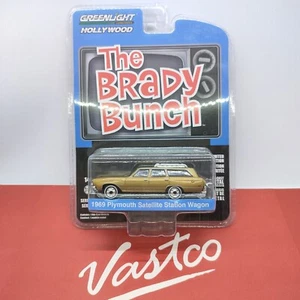 GREENLIGHT
HOLLYWOOD
The
BRADY
Bunch
1969 Plymouth Satellite Station Wagon
Vastco